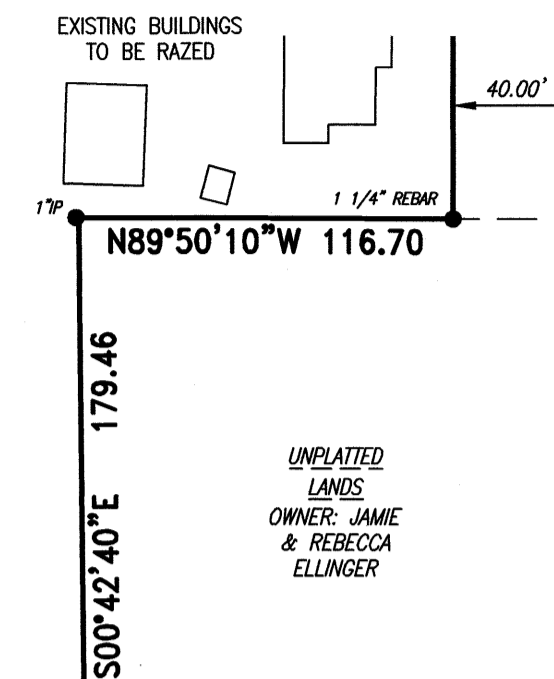 EXISTING BUILDINGS
TO BE RAZED
40.00'
1"IP
1 1/4" REBAR
N89°50'10"W 116.70
S00°42'40"E 179.46
UNPLATTED
LANDS
OWNER: JAMIE
& REBECCA
ELLINGER